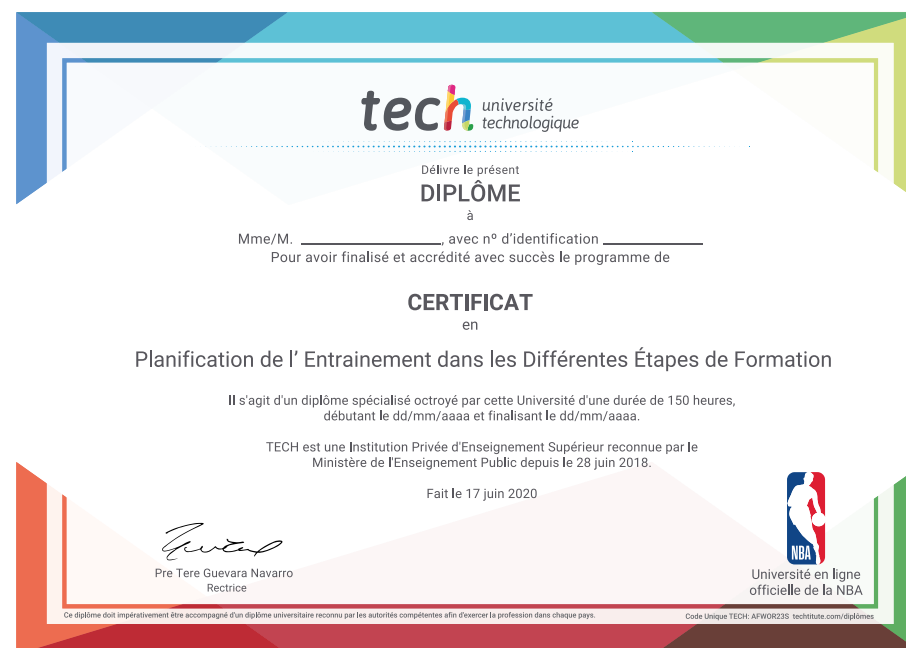 tech université
technologique
Délivre le présent
DIPLÔME
à
Mme/M. ____________, avec nº d'identification ____________
Pour avoir finalisé et accrédité avec succès le programme de
CERTIFICAT
en
Planification de l' Entrainement dans les Différentes Étapes de Formation
Il s'agit d'un diplôme spécialisé octroyé par cette Université d'une durée de 150 heures,
débutant le dd/mm/aaaa et finalisant le dd/mm/aaaa.
TECH est une Institution Privée d'Enseignement Supérieur reconnue par le
Ministère de l'Enseignement Public depuis le 28 juin 2018.
Fait le 17 juin 2020
Pre Tere Guevara Navarro
Rectrice
NBA
Université en ligne
officielle de la NBA
Ce diplôme doit impérativement être accompagné d'un diplôme universitaire reconnu par les autorités compétentes afin d'exercer la profession dans chaque pays.
Code Unique TECH: AFWOR23S techtitute.com/diplômes